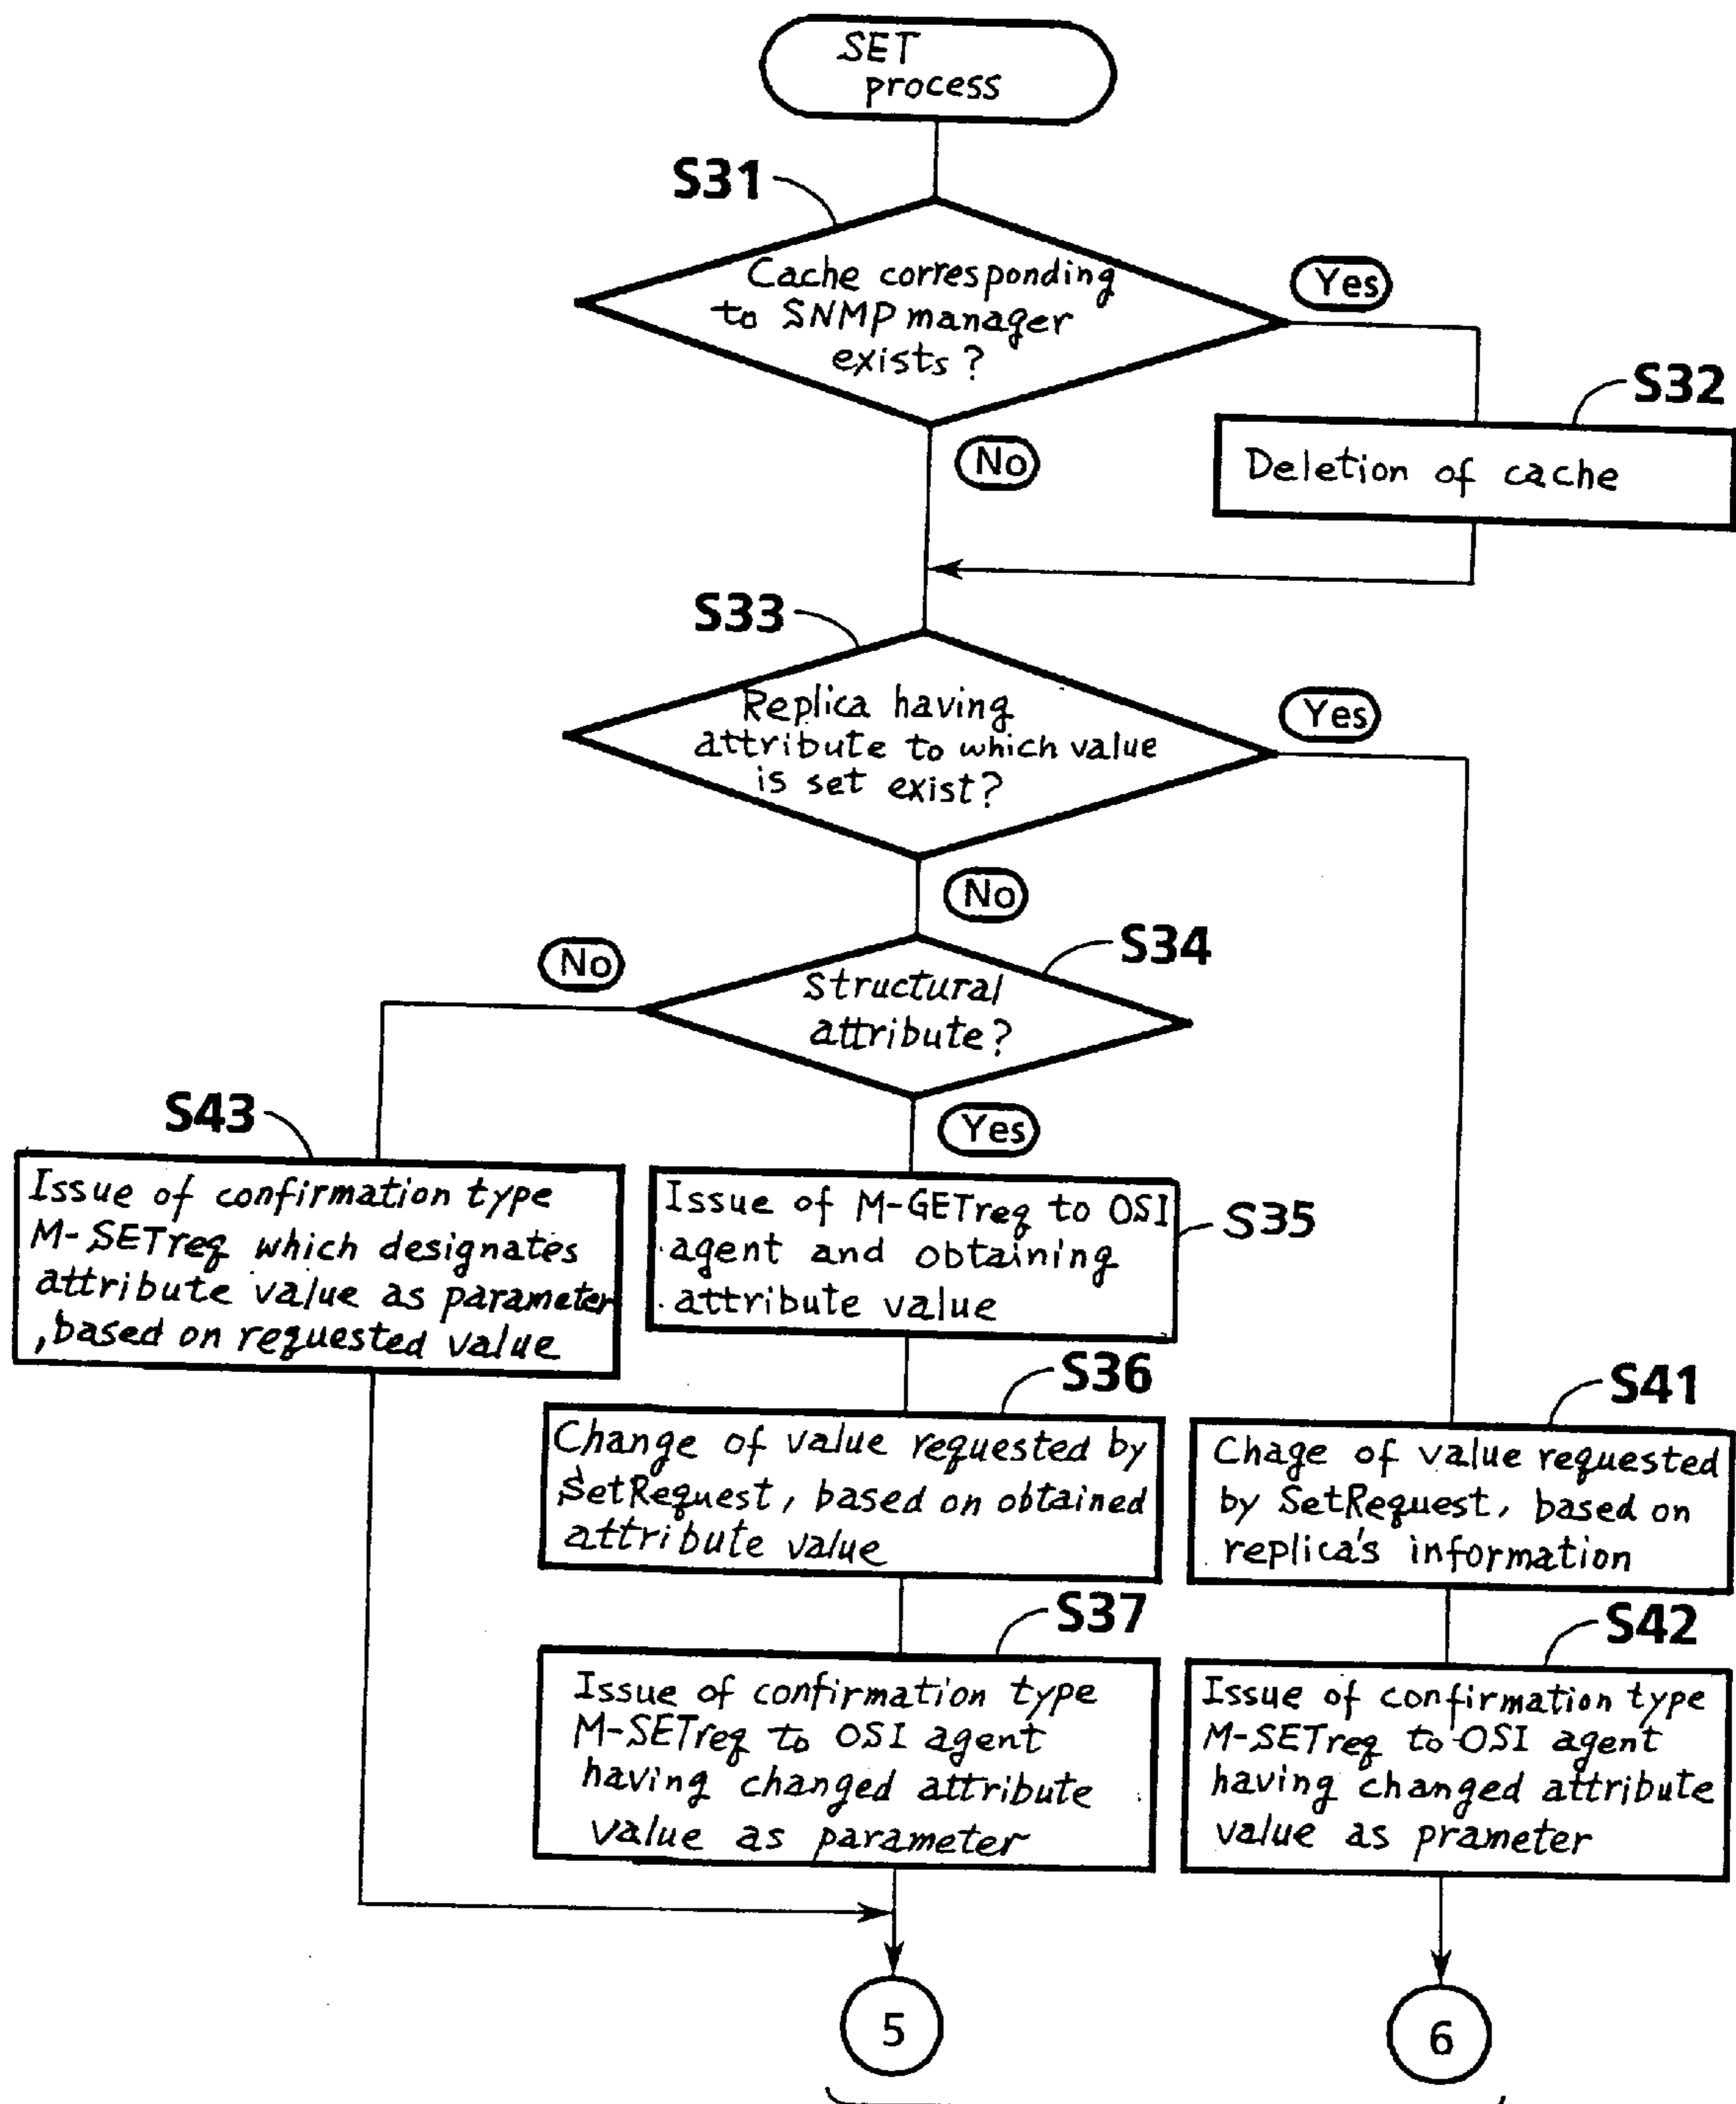 SET
process
S31
Cache corresponding
to SNMP manager
exists?
Yes
No
S32
Deletion of cache
S33
Replica having
attribute to which value
is set exist?
Yes
No
S34
Structural
attribute?
No
Yes
S43
Issue of confirmation type
M-SETreq which designates
attribute value as parameter
,based on requested value
Issue of M-GETreq to OSI
agent and obtaining
attribute value
S35
S36
Change of value requested by
SetRequest, based on obtained
attribute value
S41
Chage of value requested
by SetRequest, based on
replica's information
S37
Issue of confirmation type
M-SETreq to OSI agent
having changed attribute
value as parameter
S42
Issue of confirmation type
M-SETreq to OSI agent
having changed attribute
value as prameter
5
6